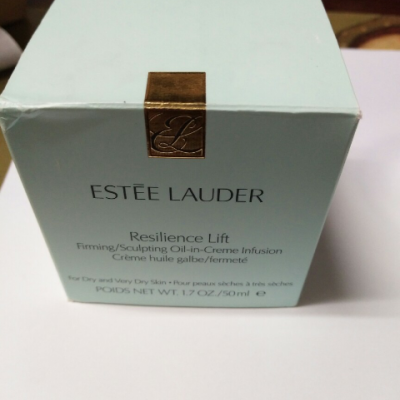 EL
ESTĒE LAUDER
Resilience Lift
Firming/Sculpting Oil-in-Creme Infusion
Crème huile galbe/fermeté
For Dry and Very Dry Skin • Pour peaux sèches à très sèches
POIDS NET WT. 1.7 OZ./50 ml ℮